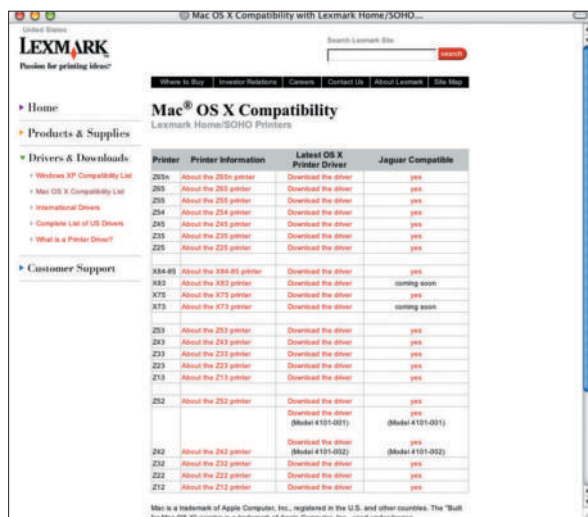 Mac OS X Compatibility with Lexmark Home/SOHO...
United States
LEXMARK
Passion for printing ideas.
Search Lexmark Site
search
Where to Buy | Investor Relations | Careers | Contact Us | About Lexmark | Site Map
Home
Products & Supplies
Drivers & Downloads
Windows XP Compatibility List
Mac OS X Compatibility List
International Drivers
Complete List of US Drivers
What is a Printer Driver?
Customer Support
Mac® OS X Compatibility
Lexmark Home/SOHO Printers
Printer Printer Information Latest OS X Printer Driver Jaguar Compatible
Z65n About the Z65n printer Download the driver yes
Z65 About the Z65 printer Download the driver yes
Z55 About the Z55 printer Download the driver yes
Z54 About the Z54 printer Download the driver yes
Z45 About the Z45 printer Download the driver yes
Z35 About the Z35 printer Download the driver yes
Z25 About the Z25 printer Download the driver yes
X84-85 About the X84-85 printer Download the driver yes
X83 About the X83 printer Download the driver coming soon
X75 About the X75 printer Download the driver yes
X73 About the X73 printer Download the driver coming soon
Z53 About the Z53 printer Download the driver yes
Z43 About the Z43 printer Download the driver yes
Z33 About the Z33 printer Download the driver yes
Z23 About the Z23 printer Download the driver yes
Z13 About the Z13 printer Download the driver yes
Z52 About the Z52 printer Download the driver yes
Download the driver yes
(Model 4101-001) (Model 4101-001)
Download the driver yes
Z42 About the Z42 printer (Model 4101-002) (Model 4101-002)
Z32 About the Z32 printer Download the driver yes
Z22 About the Z22 printer Download the driver yes
Z12 About the Z12 printer Download the driver yes
Mac is a trademark of Apple Computer, Inc., registered in the U.S. and other countries. The "Built